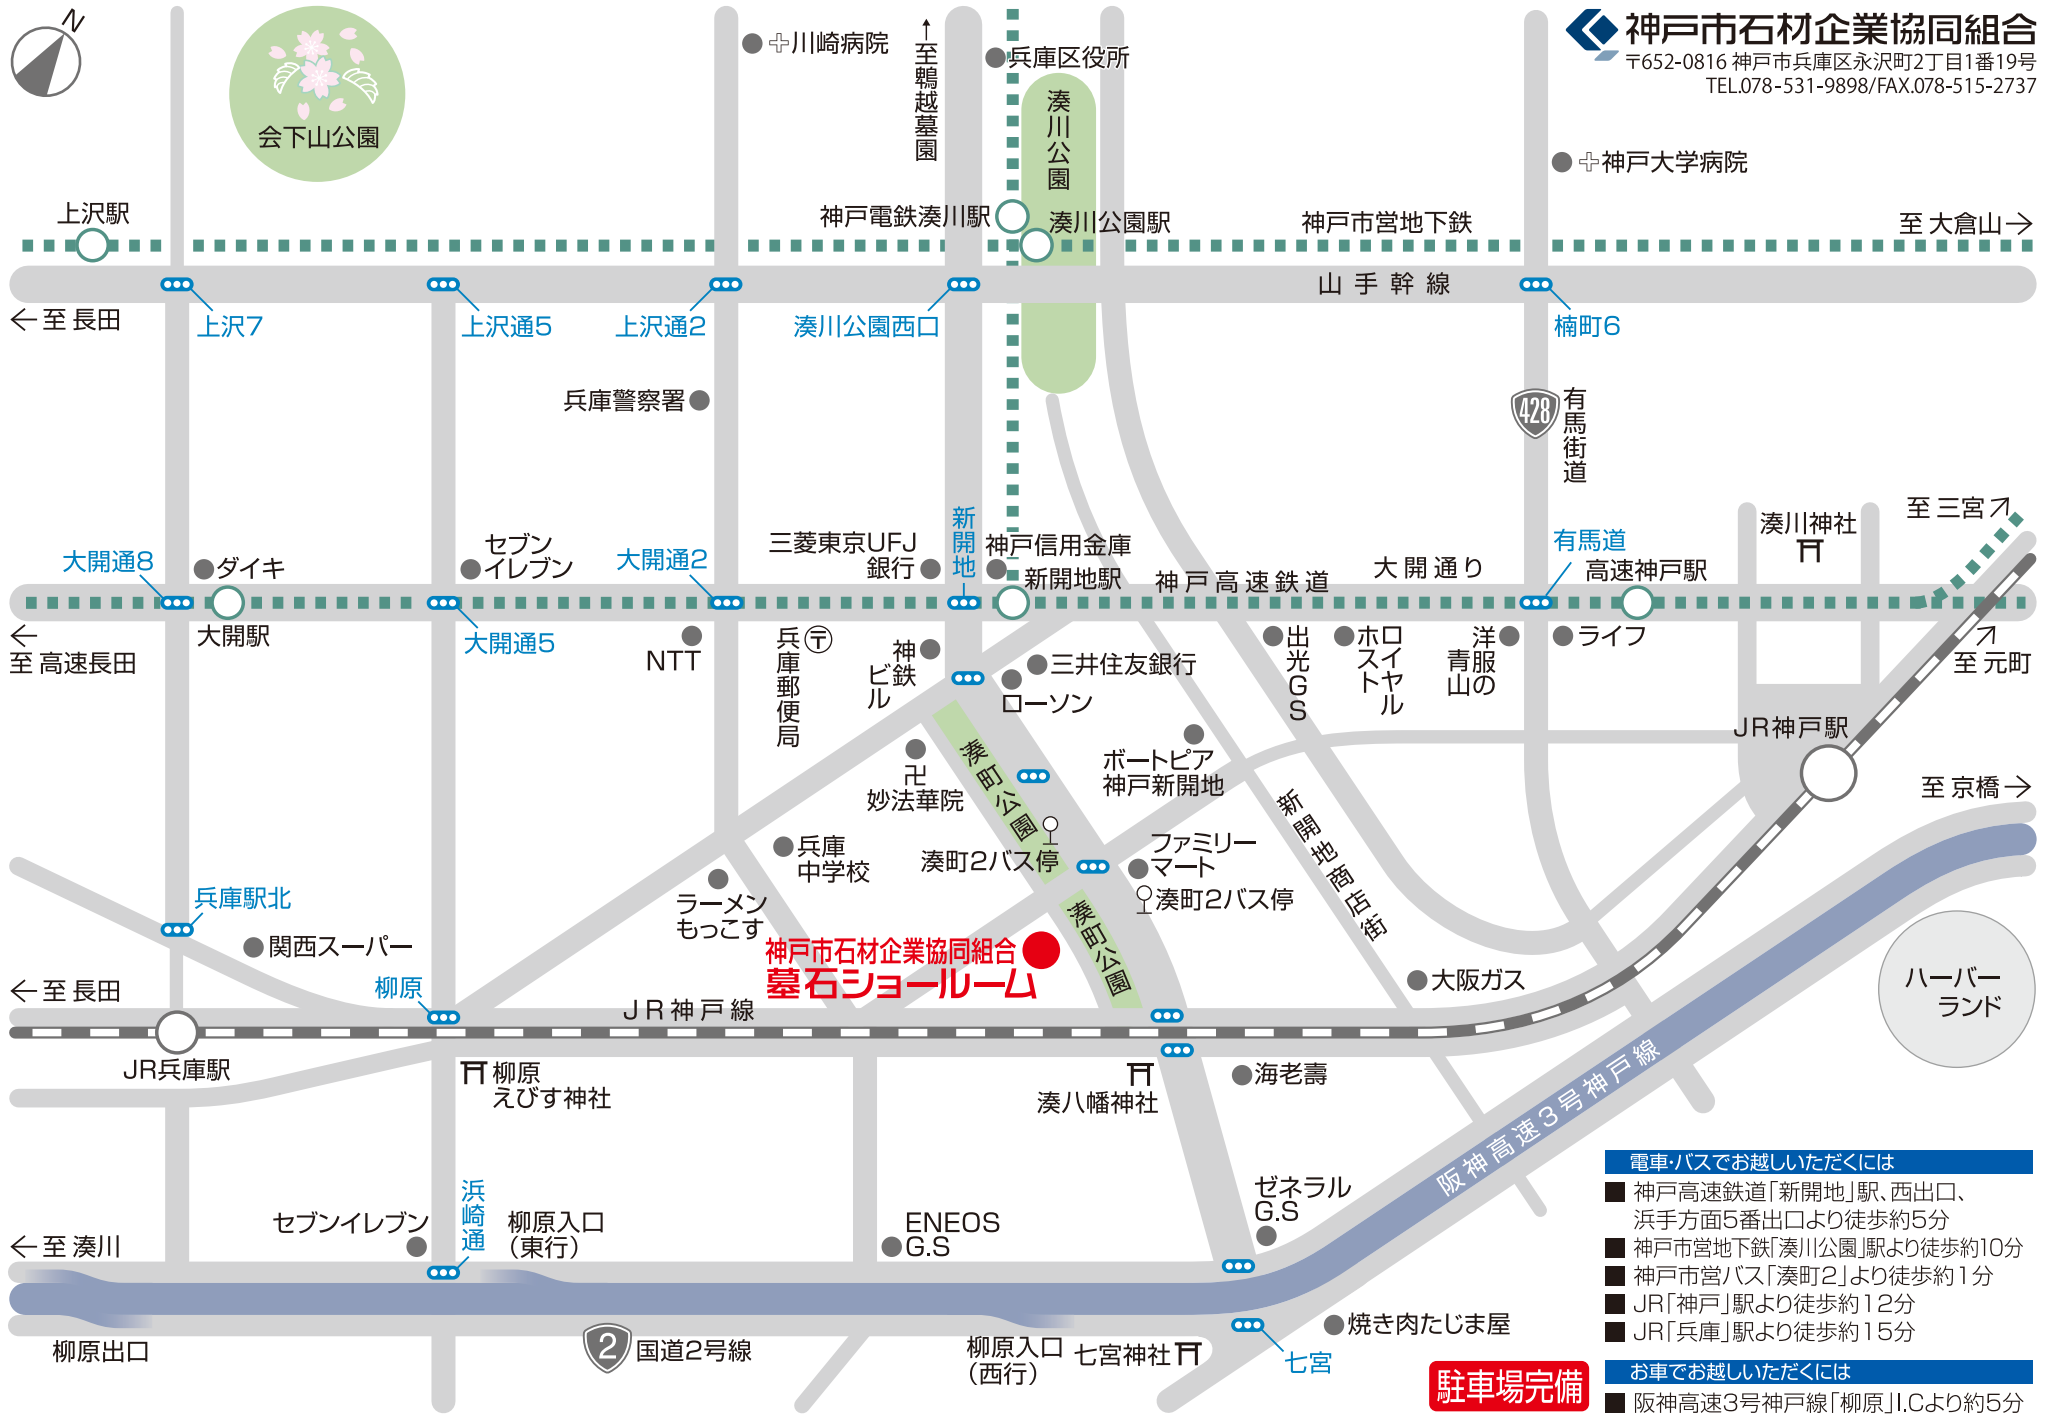 N
会下山公園
川崎病院
←至鵯越墓園
兵庫区役所
湊川公園
神戸市石材企業協同組合
〒652-0816 神戸市兵庫区永沢町2丁目1番19号
TEL.078-531-9898/FAX.078-515-2737
神戸大学病院
上沢駅
神戸電鉄湊川駅
湊川公園駅
神戸市営地下鉄
至 大倉山→
山手幹線
←至 長田
上沢7
上沢通5
上沢通2
湊川公園西口
楠町6
兵庫警察署
428
有馬街道
至 三宮↗
湊川神社
大開通8
ダイキ
セブン
イレブン
大開通2
三菱東京UFJ
銀行
新開地
神戸信用金庫
新開地駅
神戸高速鉄道
大開通り
有馬道
高速神戸駅
←
至 高速長田
大開駅
大開通5
NTT
兵庫郵便局
〒
神鉄
ビル
三井住友銀行
ローソン
出光GS
ロイヤル
ホスト
洋服の
青山
ライフ
↗
至 元町
JR神戸駅
卍
妙法華院
湊町公園
ボートピア
神戸新開地
至 京橋→
新開地商店街
兵庫
中学校
湊町2バス停
ファミリー
マート
湊町2バス停
ラーメン
もっこす
兵庫駅北
関西スーパー
神戸市石材企業協同組合
墓石ショールーム
湊町公園
大阪ガス
ハーバー
ランド
←至 長田
柳原
JR神戸線
JR兵庫駅
柳原
えびす神社
湊八幡神社
海老壽
阪神高速3号神戸線
セブンイレブン
浜崎通
柳原入口
(東行)
ENEOS
G.S
ゼネラル
G.S
←至 湊川
柳原出口
2
国道2号線
柳原入口
(西行)
七宮神社
七宮
焼き肉たじま屋
電車・バスでお越しいただくには
■ 神戸高速鉄道「新開地」駅、西出口、
浜手方面5番出口より徒歩約5分
■ 神戸市営地下鉄「湊川公園」駅より徒歩約10分
■ 神戸市営バス「湊町2」より徒歩約1分
■ JR「神戸」駅より徒歩約12分
■ JR「兵庫」駅より徒歩約15分
駐車場完備
お車でお越しいただくには
■ 阪神高速3号神戸線「柳原」I.Cより約5分